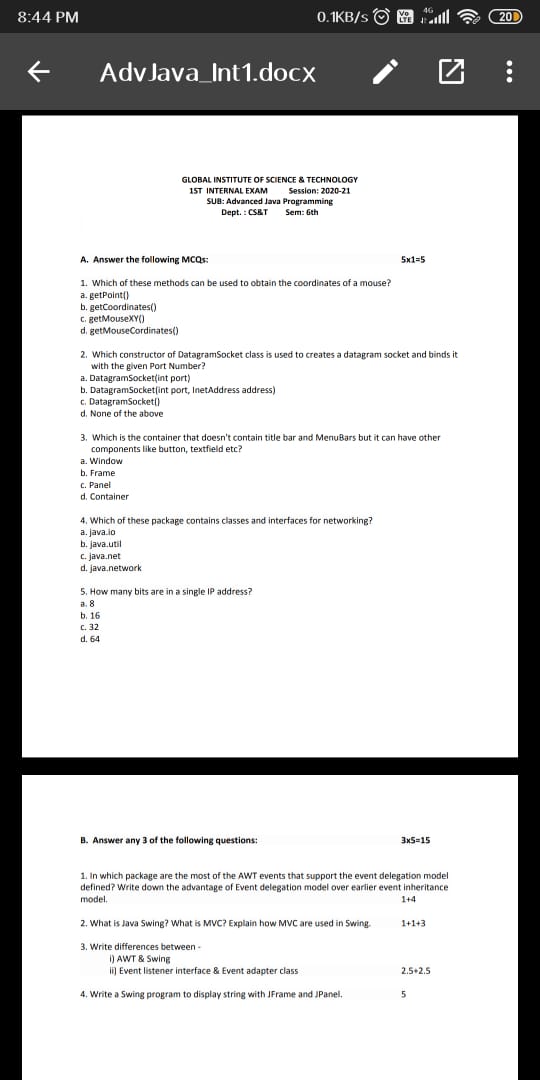 8:44 PM 0.1KB/s Vo LTE 4G 20
AdvJava_Int1.docx
GLOBAL INSTITUTE OF SCIENCE & TECHNOLOGY
1ST INTERNAL EXAM Session: 2020-21
SUB: Advanced Java Programming
Dept. : CS&T Sem: 6th
A. Answer the following MCQs: 5x1=5
1. Which of these methods can be used to obtain the coordinates of a mouse?
a. getPoint()
b. getCoordinates()
c. getMouseXY()
d. getMouseCordinates()
2. Which constructor of DatagramSocket class is used to creates a datagram socket and binds it
with the given Port Number?
a. DatagramSocket(int port)
b. DatagramSocket(int port, InetAddress address)
c. DatagramSocket()
d. None of the above
3. Which is the container that doesn't contain title bar and MenuBars but it can have other
components like button, textfield etc?
a. Window
b. Frame
c. Panel
d. Container
4. Which of these package contains classes and interfaces for networking?
a. java.io
b. java.util
c. java.net
d. java.network
5. How many bits are in a single IP address?
a. 8
b. 16
c. 32
d. 64
B. Answer any 3 of the following questions: 3x5=15
1. In which package are the most of the AWT events that support the event delegation model
defined? Write down the advantage of Event delegation model over earlier event inheritance
model. 1+4
2. What is Java Swing? What is MVC? Explain how MVC are used in Swing. 1+1+3
3. Write differences between -
i) AWT & Swing
ii) Event listener interface & Event adapter class 2.5+2.5
4. Write a Swing program to display string with JFrame and JPanel. 5